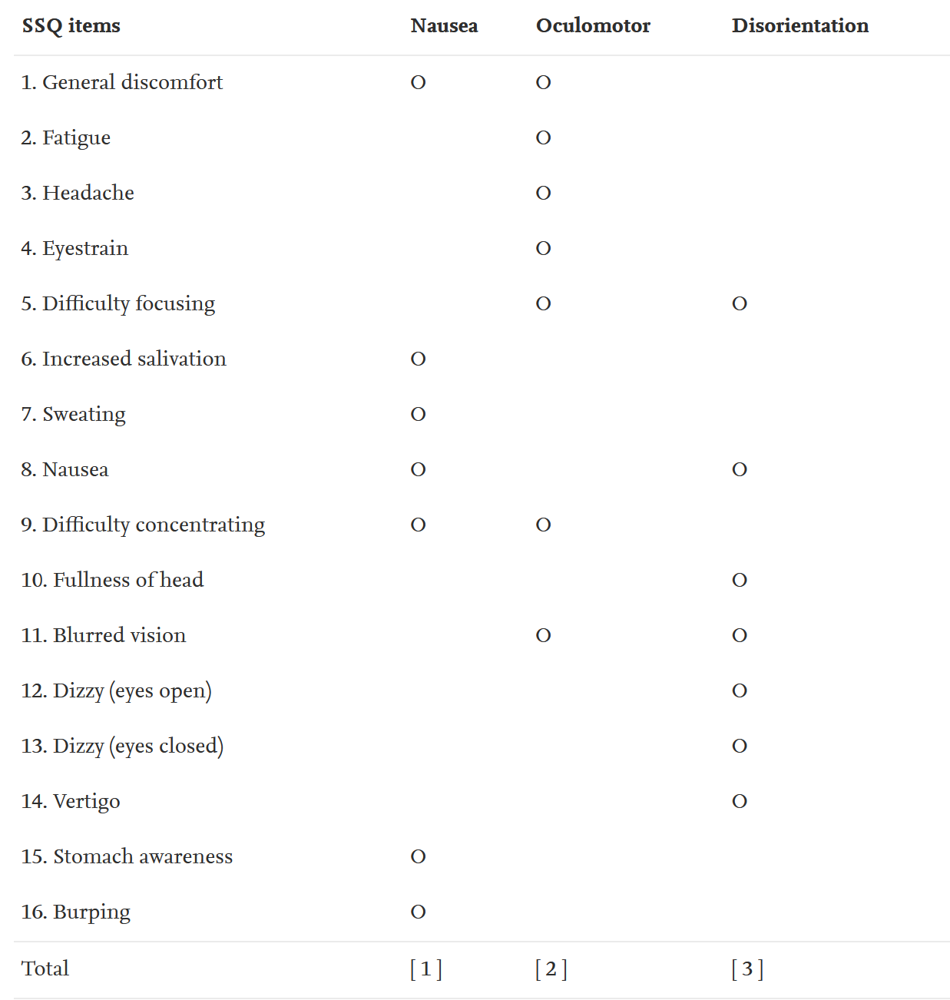 SSQ items Nausea Oculomotor Disorientation
1. General discomfort O O
2. Fatigue O
3. Headache O
4. Eyestrain O
5. Difficulty focusing O O
6. Increased salivation O
7. Sweating O
8. Nausea O O
9. Difficulty concentrating O O
10. Fullness of head O
11. Blurred vision O O
12. Dizzy (eyes open) O
13. Dizzy (eyes closed) O
14. Vertigo O
15. Stomach awareness O
16. Burping O
Total [ 1 ] [ 2 ] [ 3 ]